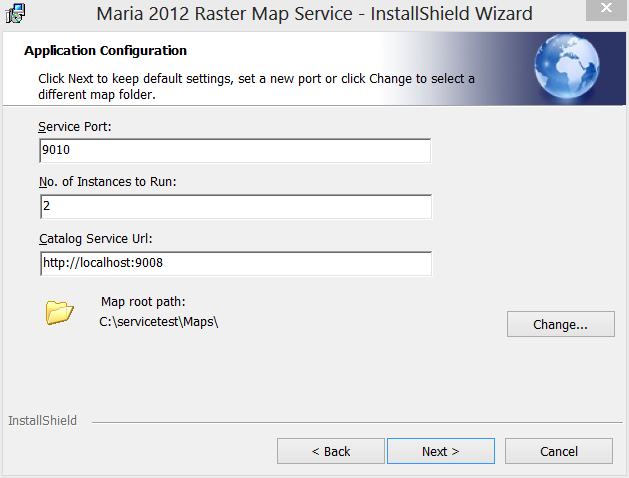 Maria 2012 Raster Map Service - InstallShield Wizard
Application Configuration
Click Next to keep default settings, set a new port or click Change to select a
different map folder.
Service Port:
9010
No. of Instances to Run:
2
Catalog Service Url:
http://localhost:9008
Map root path:
C:\servicetest\Maps\
Change...
InstallShield
< Back
Next >
Cancel